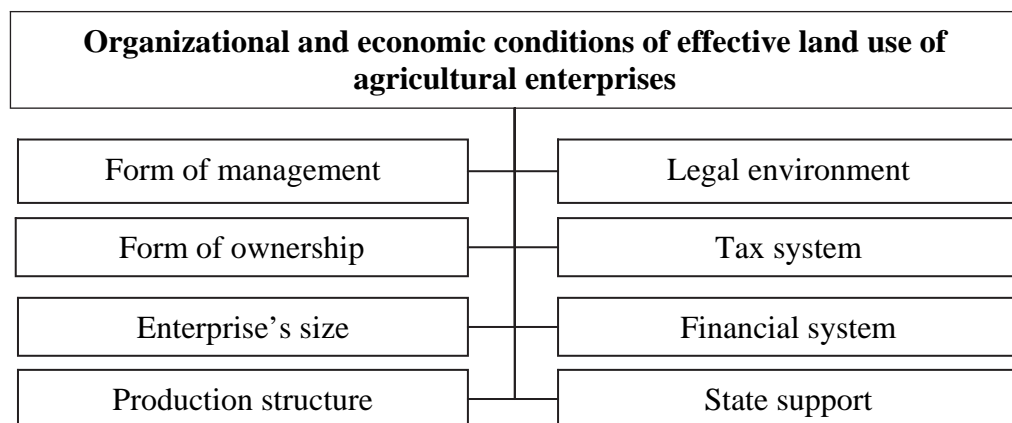 Organizational and economic conditions of effective land use of
agricultural enterprises
Form of management
Legal environment
Form of ownership
Tax system
Enterprise’s size
Financial system
Production structure
State support